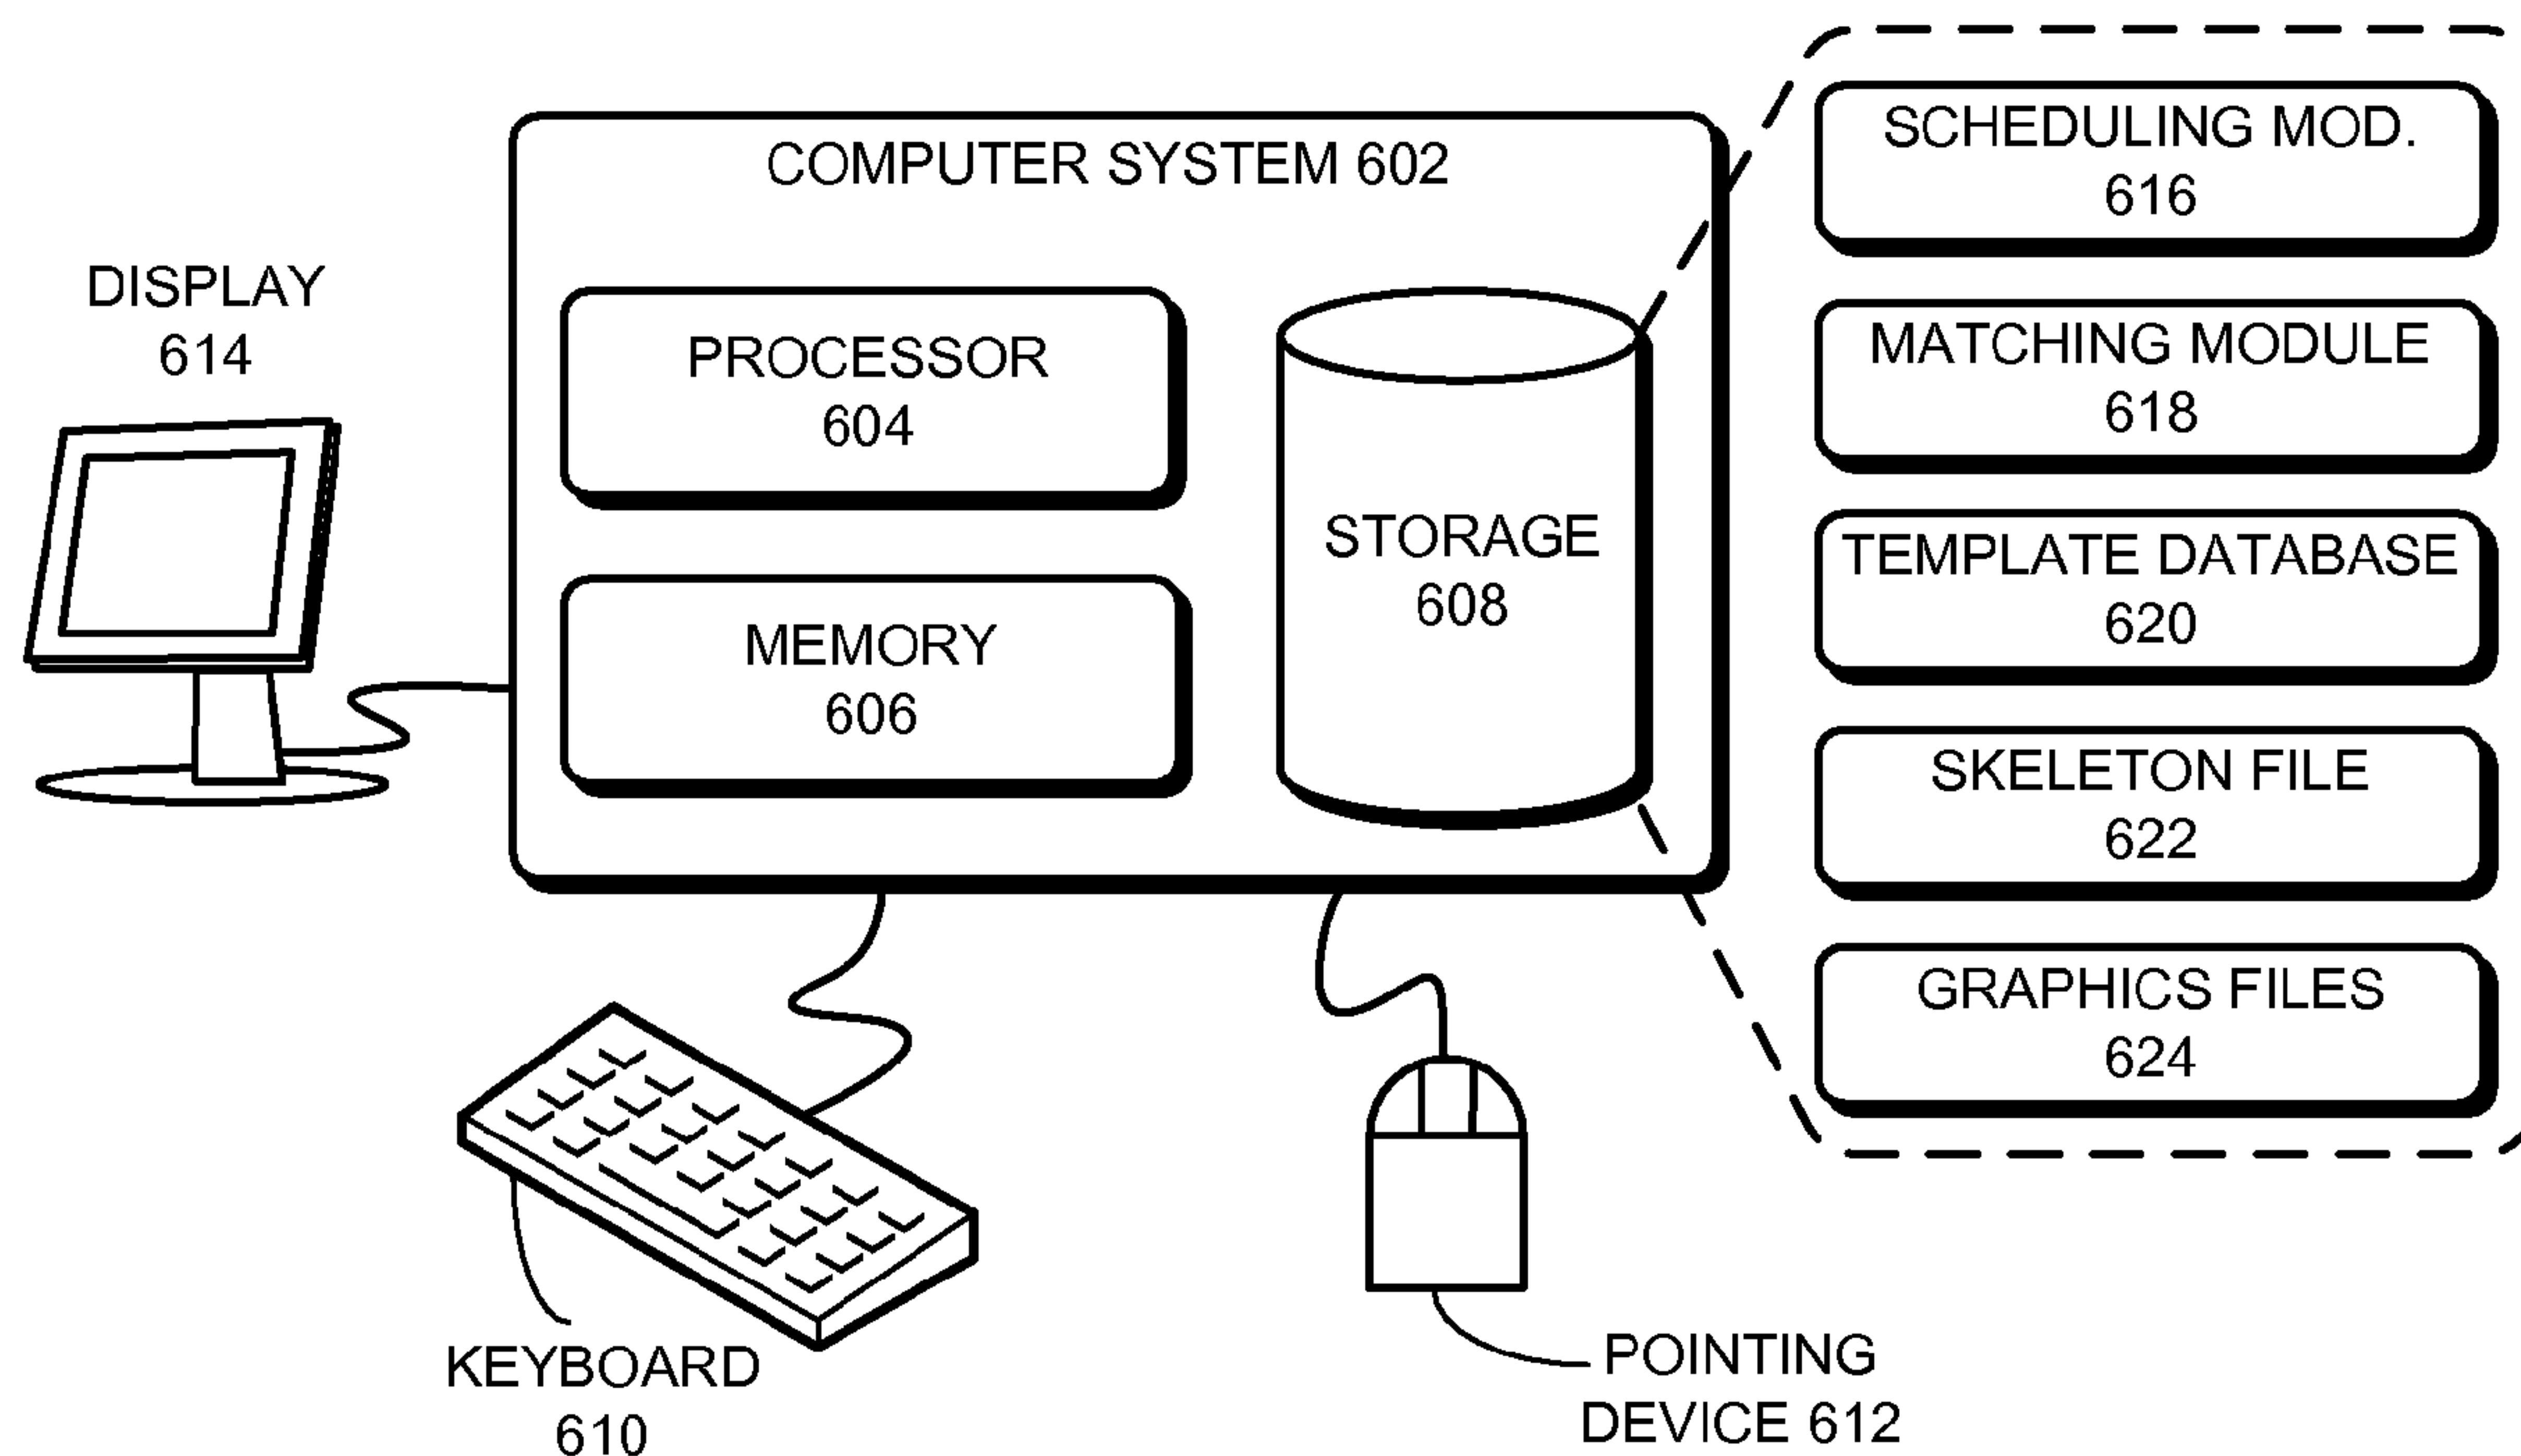 COMPUTER SYSTEM 602
DISPLAY
614
PROCESSOR
604
MEMORY
606
STORAGE
608
SCHEDULING MOD.
616
MATCHING MODULE
618
TEMPLATE DATABASE
620
SKELETON FILE
622
GRAPHICS FILES
624
KEYBOARD
610
POINTING
DEVICE 612